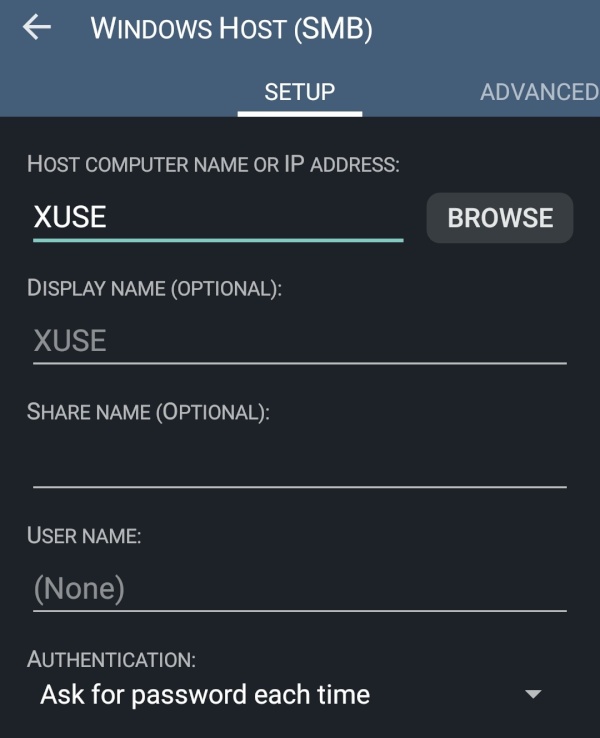 WINDOWS HOST (SMB)
SETUP
ADVANCED
HOST COMPUTER NAME OR IP ADDRESS:
XUSE
BROWSE
DISPLAY NAME (OPTIONAL):
XUSE
SHARE NAME (OPTIONAL):
USER NAME:
(None)
AUTHENTICATION:
Ask for password each time